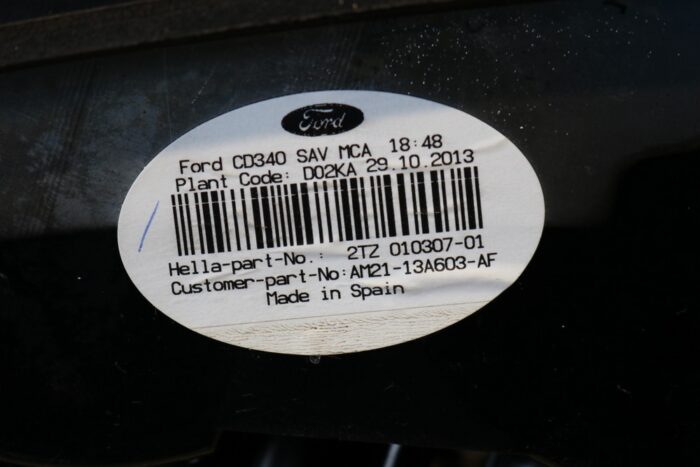 Ford
Ford CD340 SAV MCA 18:48
Plant Code: D02KA 29.10.2013
Hella-part-No.: 2TZ 010307-01
Customer-part-No:AM21-13A603-AF
Made in Spain